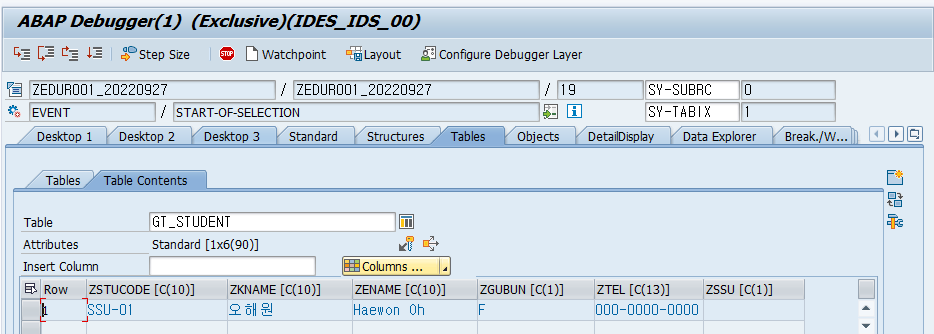 ABAP Debugger(1) (Exclusive)(IDES_IDS_00)
Step Size STOP Watchpoint Layout Configure Debugger Layer
ZEDUR001_20220927 / ZEDUR001_20220927 / 19 SY-SUBRC 0
EVENT / START-OF-SELECTION SY-TABIX 1
Desktop 1 Desktop 2 Desktop 3 Standard Structures Tables Objects DetailDisplay Data Explorer Break./W...
Tables Table Contents
Table GT_STUDENT
Attributes Standard [1x6(90)]
Insert Column Columns ...
Row ZSTUCODE [C(10)] ZKNAME [C(10)] ZENAME [C(10)] ZGUBUN [C(1)] ZTEL [C(13)] ZSSU [C(1)]
1 SSU-01 오해원 Haewon Oh F 000-0000-0000